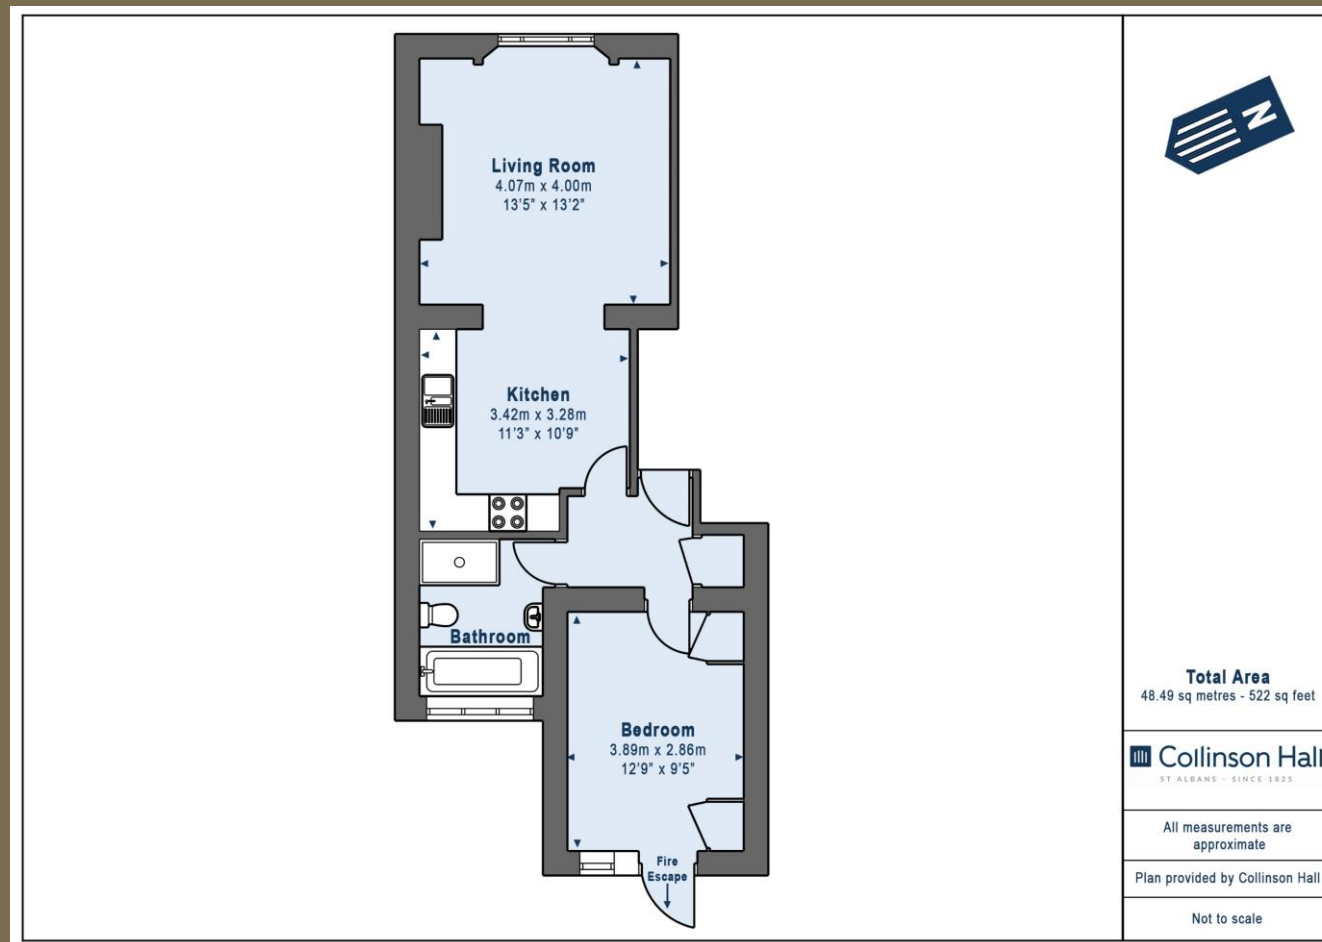 Living Room
4.07m x 4.00m
13'5" x 13'2"
Kitchen
3.42m x 3.28m
11'3" x 10'9"
Bathroom
Bedroom
3.89m x 2.86m
12'9" x 9'5"
Fire
Escape
N
Total Area
48.49 sq metres - 522 sq feet
Collinson Hall
ST ALBANS - SINCE 1825
All measurements are
approximate
Plan provided by Collinson Hall
Not to scale